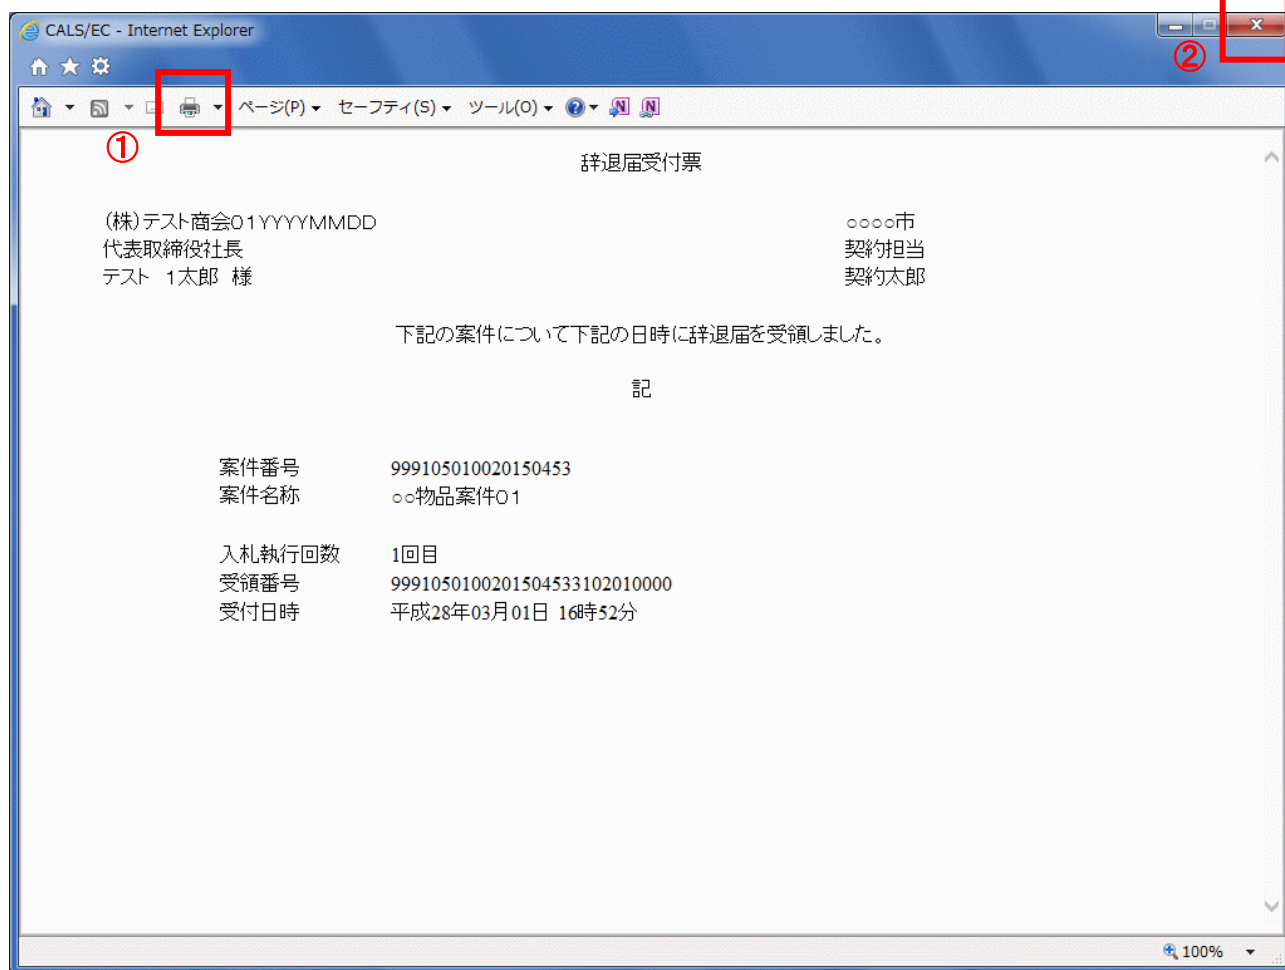 CALS/EC - Internet Explorer
②
ページ(P) セーフティ(S) ツール(O)
①
辞退届受付票
(株)テスト商会01YYYYMMDD ○○○○市
代表取締役社長 契約担当
テスト 1太郎 様 契約太郎
下記の案件について下記の日時に辞退届を受領しました。
記
案件番号 999105010020150453
案件名称 ○○物品案件01
入札執行回数 1回目
受領番号 9991050100201504533102010000
受付日時 平成28年03月01日 16時52分
100%